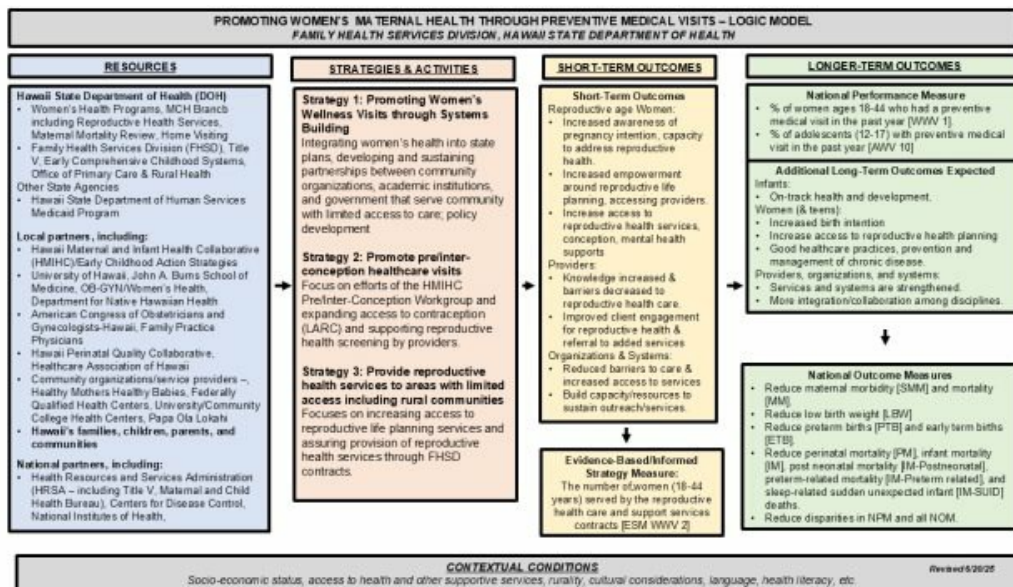 PROMOTING WOMEN'S MATERNAL HEALTH THROUGH PREVENTIVE MEDICAL VISITS – LOGIC MODEL
FAMILY HEALTH SERVICES DIVISION, HAWAII STATE DEPARTMENT OF HEALTH
RESOURCES
Hawaii State Department of Health (DOH)
• Women's Health Programs, MCH Branch
including Reproductive Health Services,
Maternal Mortality Review, Home Visiting
• Family Health Services Division (FHSD), Title
V, Early Comprehensive Childhood Systems,
Office of Primary Care & Rural Health
Other State Agencies
• Hawaii State Department of Human Services
Medicaid Program
Local partners, including:
• Hawaii Maternal and Infant Health Collaborative
(HMIHC)/Early Childhood Action Strategies
• University of Hawaii, John A. Burns School of
Medicine, OB-GYN/Women's Health,
Department for Native Hawaiian Health
• American Congress of Obstetricians and
Gynecologists-Hawaii, Family Practice
Physicians
• Hawaii Perinatal Quality Collaborative,
Healthcare Association of Hawaii
• Community organizations/service providers –,
Healthy Mothers Healthy Babies, Federally
Qualified Health Centers, University/Community
College Health Centers, Papa Ola Lokahi
• Hawaii's families, children, parents, and
communities
National partners, including:
• Health Resources and Services Administration
(HRSA – including Title V, Maternal and Child
Health Bureau), Centers for Disease Control,
National Institutes of Health,
STRATEGIES & ACTIVITIES
Strategy 1: Promoting Women's
Wellness Visits through Systems
Building
Integrating women's health into state
plans, developing and sustaining
partnerships between community
organizations, academic institutions,
and government that serve community
with limited access to care; policy
development
Strategy 2: Promote pre/inter-
conception healthcare visits
Focus on efforts of the HMIHC
Pre/Inter-Conception Workgroup and
expanding access to contraception
(LARC) and supporting reproductive
health screening by providers.
Strategy 3: Provide reproductive
health services to areas with limited
access including rural communities
Focuses on increasing access to
reproductive life planning services and
assuring provision of reproductive
health services through FHSD
contracts.
SHORT-TERM OUTCOMES
Short-Term Outcomes
Reproductive age Women:
• Increased awareness of
pregnancy intention, capacity
to address reproductive
health.
• Increased empowerment
around reproductive life
planning, accessing providers.
• Increase access to
reproductive health services,
conception, mental health
supports
Providers:
• Knowledge increased &
barriers decreased to
reproductive health care.
• Improved client engagement
for reproductive health &
referral to added services
Organizations & Systems:
• Reduced barriers to care &
increased access to services
• Build capacity/resources to
sustain outreach/services.
Evidence-Based/Informed
Strategy Measure:
The number of women (18-44
years) served by the reproductive
health care and support services
contracts [ESM WWV 2]
LONGER-TERM OUTCOMES
National Performance Measure
• % of women ages 18-44 who had a preventive
medical visit in the past year [WWV 1].
• % of adolescents (12-17) with preventive medical
visit in the past year [AWV 10]
Additional Long-Term Outcomes Expected
Infants:
• On-track health and development.
Women (& teens):
• Increased birth intention
• Increase access to reproductive health planning
• Good healthcare practices, prevention and
management of chronic disease.
Providers, organizations, and systems:
• Services and systems are strengthened.
• More integration/collaboration among disciplines.
National Outcome Measures
• Reduce maternal morbidity [SMM] and mortality
[MM].
• Reduce low birth weight [LBW]
• Reduce preterm births [PTB] and early term births
[ETB].
• Reduce perinatal mortality [PM], infant mortality
[IM], post neonatal mortality [IM-Postneonatal],
preterm-related mortality [IM-Preterm related], and
sleep-related sudden unexpected infant [IM-SUID]
deaths.
• Reduce disparities in NPM and all NOM.
CONTEXTUAL CONDITIONS
Socio-economic status, access to health and other supportive services, rurality, cultural considerations, language, health literacy, etc.
Revised 6/20/25